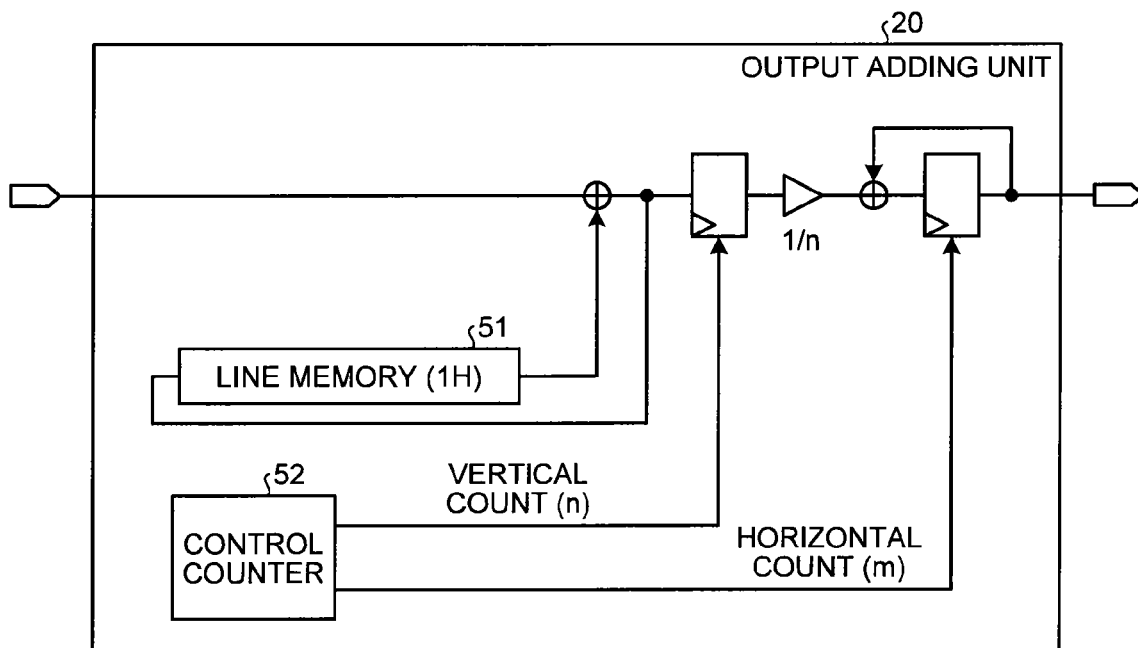 20
OUTPUT ADDING UNIT
1/n
51
LINE MEMORY (1H)
52
CONTROL
COUNTER
VERTICAL
COUNT (n)
HORIZONTAL
COUNT (m)